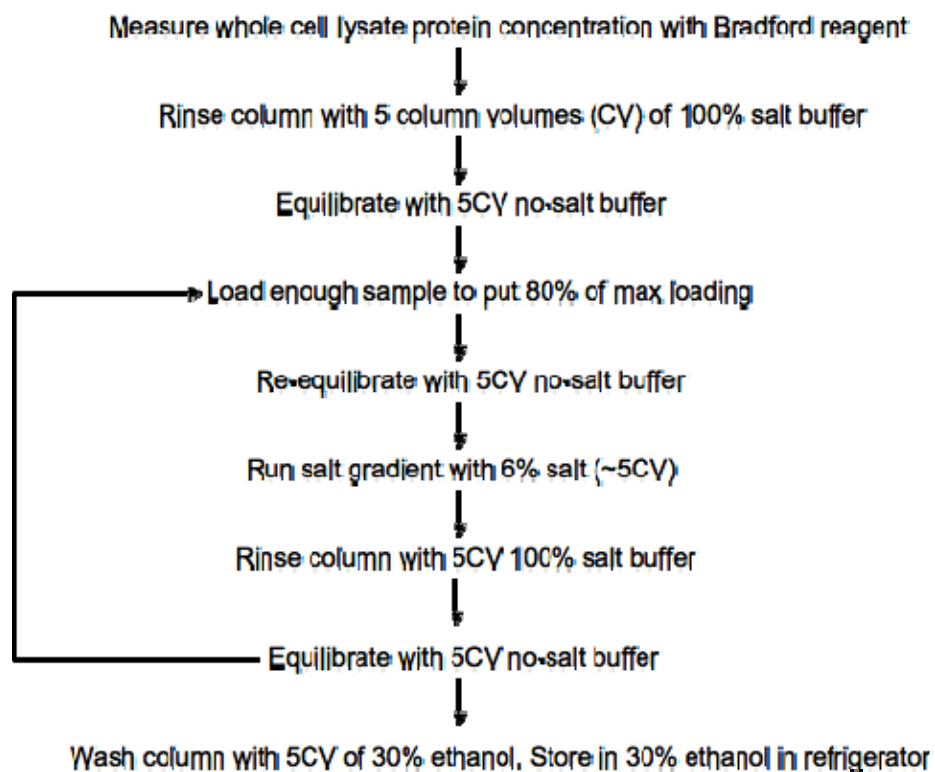 Measure whole cell lysate protein concentration with Bradford reagent
Rinse column with 5 column volumes (CV) of 100% salt buffer
Equilibrate with 5CV no-salt buffer
Load enough sample to put 80% of max loading
Re-equilibrate with 5CV no-salt buffer
Run salt gradient with 6% salt (~5CV)
Rinse column with 5CV 100% salt buffer
Equilibrate with 5CV no-salt buffer
Wash column with 5CV of 30% ethanol. Store in 30% ethanol in refrigerator